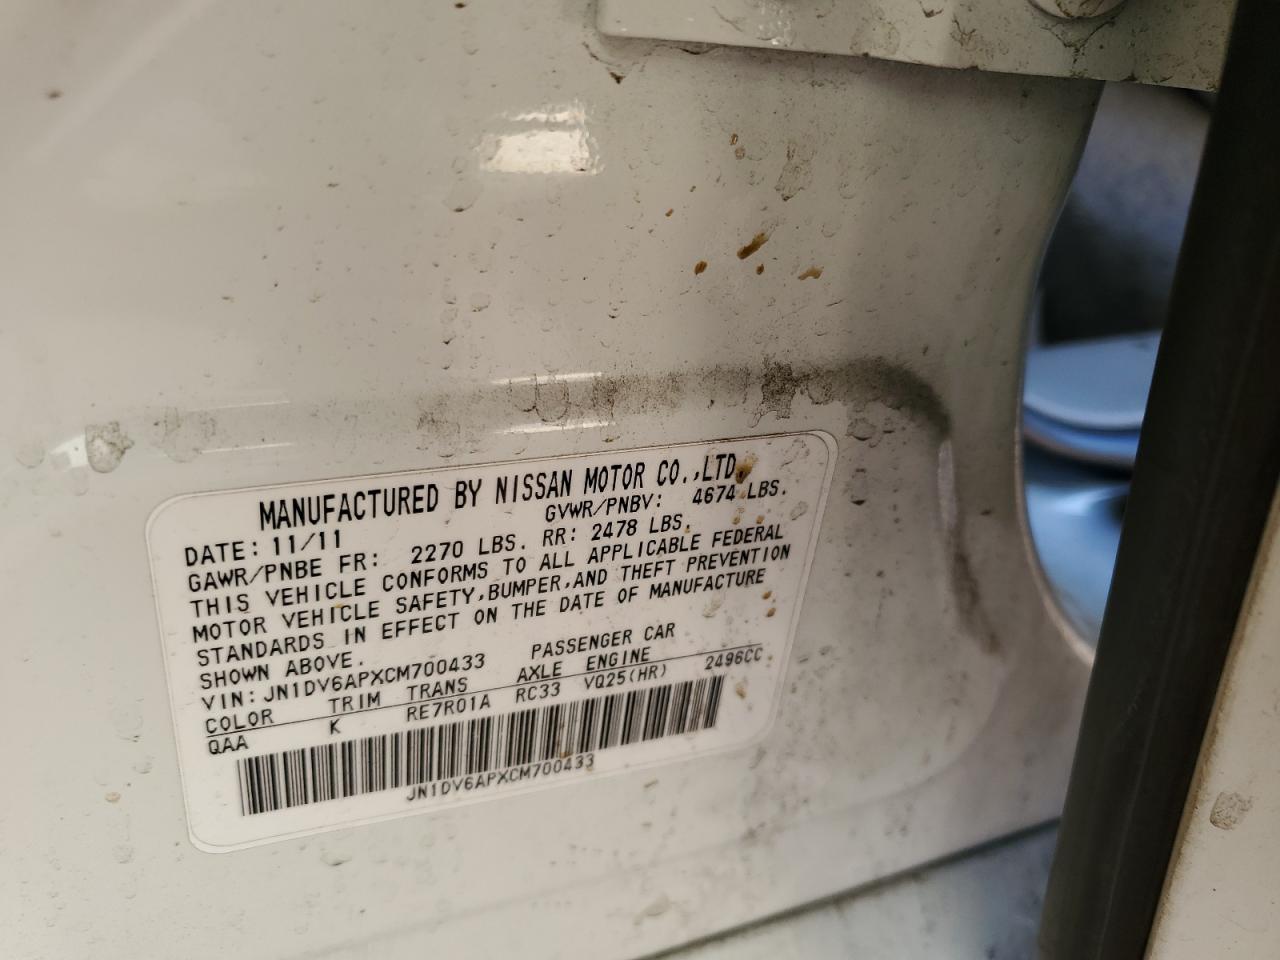 MANUFACTURED BY NISSAN MOTOR CO.,LTD.
DATE: 11/11 GVWR/PNBV: 4674 LBS.
GAWR/PNBE FR: 2270 LBS. RR: 2478 LBS.
THIS VEHICLE CONFORMS TO ALL APPLICABLE FEDERAL
MOTOR VEHICLE SAFETY,BUMPER,AND THEFT PREVENTION
STANDARDS IN EFFECT ON THE DATE OF MANUFACTURE
SHOWN ABOVE.
VIN: JN1DV6APXCM700433 PASSENGER CAR
COLOR TRIM TRANS AXLE ENGINE
QAA K RE7R01A RC33 VQ25(HR) 2496CC
JN1DV6APXCM700433